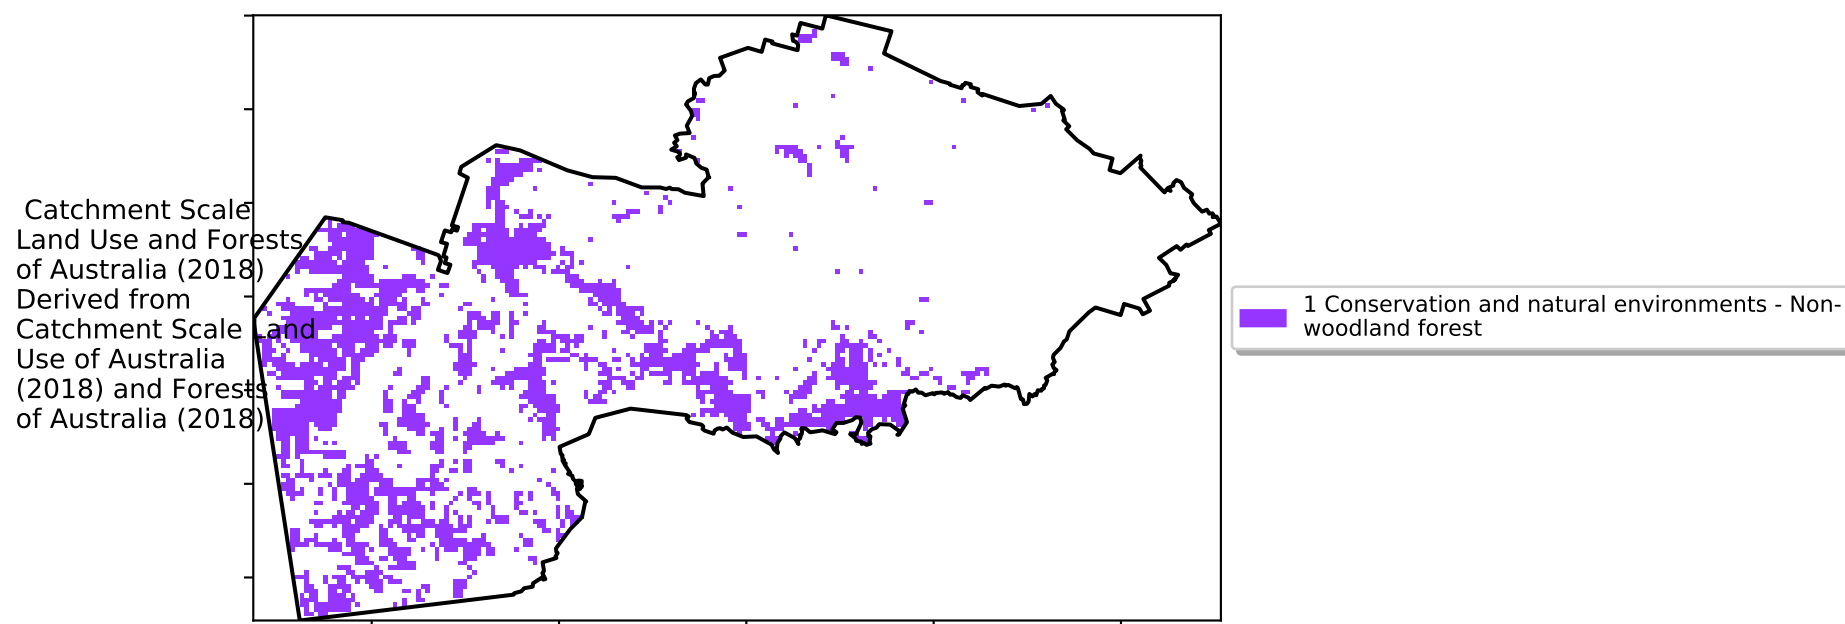 Catchment Scale
Land Use and Forests
of Australia (2018)
Derived from
Catchment Scale Land
Use of Australia
(2018) and Forests
of Australia (2018)
1 Conservation and natural environments - Non-
woodland forest